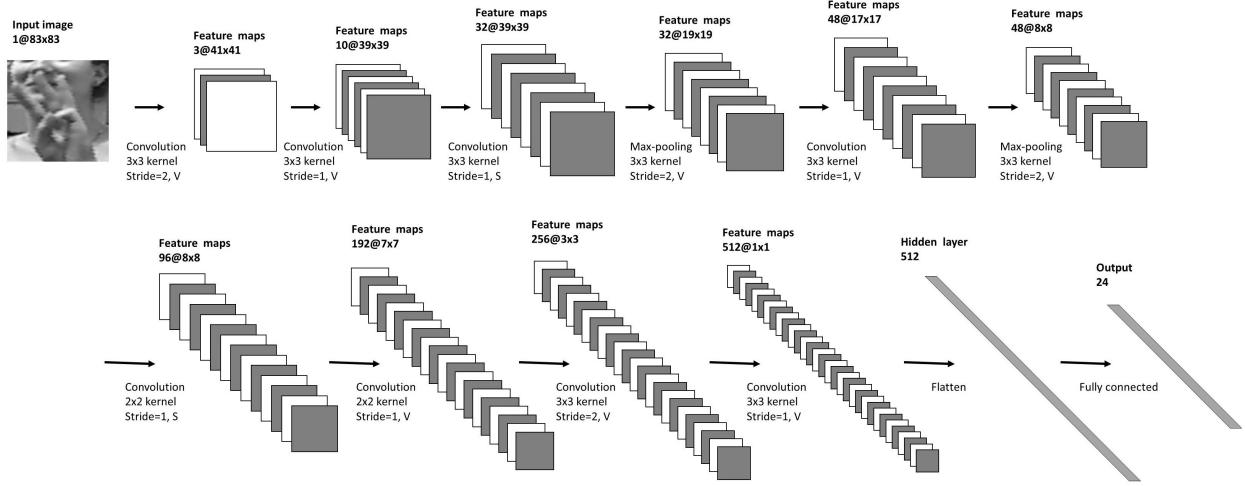 Input image
1@83x83
Convolution
3x3 kernel
Stride=2, V
Feature maps
3@41x41
Convolution
3x3 kernel
Stride=1, V
Feature maps
10@39x39
Convolution
3x3 kernel
Stride=1, S
Feature maps
32@39x39
Max-pooling
3x3 kernel
Stride=2, V
Feature maps
32@19x19
Convolution
3x3 kernel
Stride=1, V
Feature maps
48@17x17
Max-pooling
3x3 kernel
Stride=2, V
Feature maps
48@8x8
Convolution
2x2 kernel
Stride=1, S
Feature maps
96@8x8
Convolution
2x2 kernel
Stride=1, V
Feature maps
192@7x7
Convolution
3x3 kernel
Stride=2, V
Feature maps
256@3x3
Convolution
3x3 kernel
Stride=1, V
Feature maps
512@1x1
Flatten
Hidden layer
512
Fully connected
Output
24